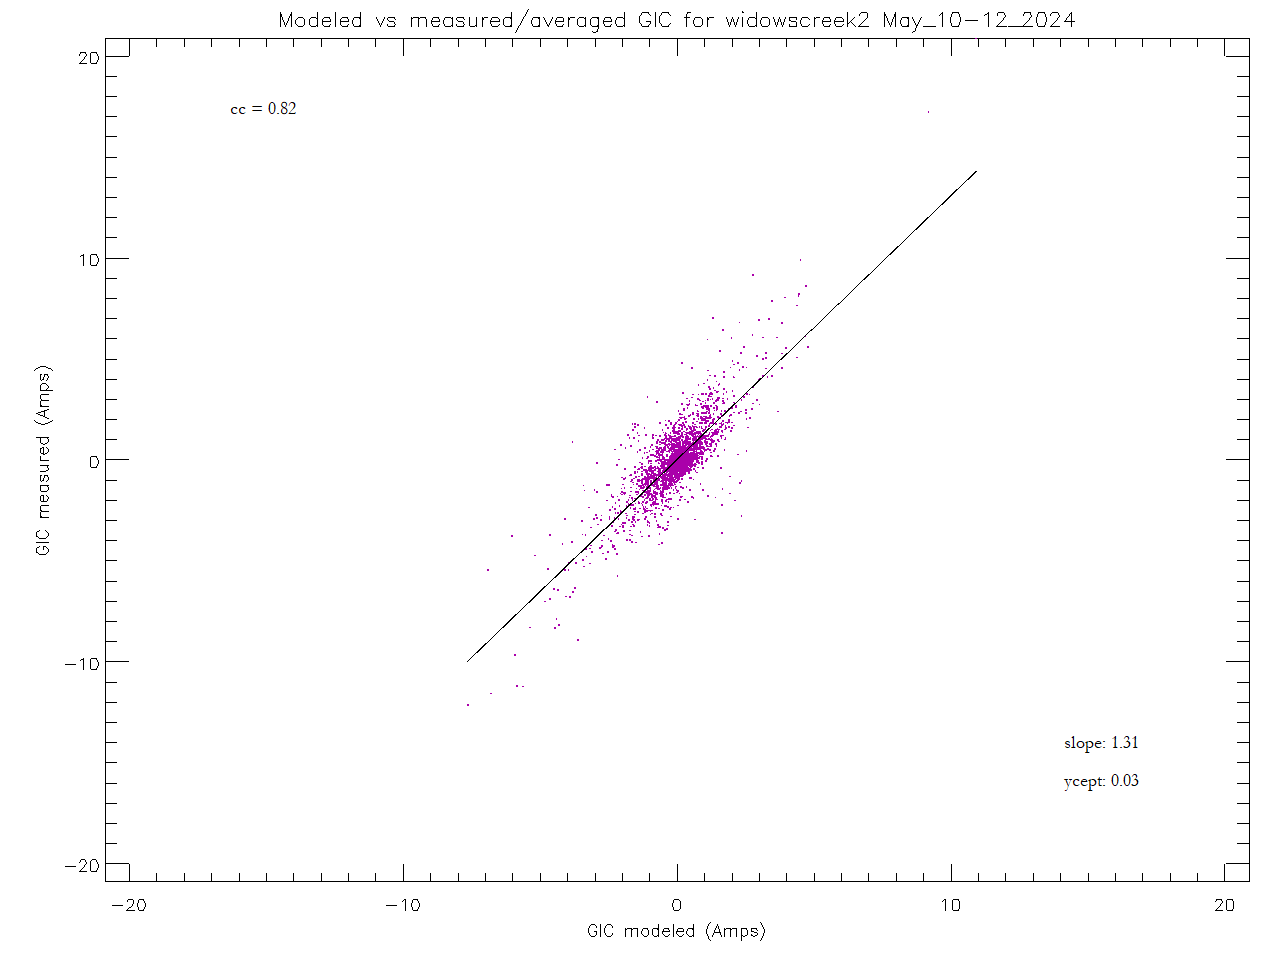 Modeled vs measured/averaged GIC for widowscreek2 May_10-12_2024
20
cc = 0.82
10
GIC measured (Amps)
0
-10
slope: 1.31
ycept: 0.03
-20
-20 -10 0 10 20
GIC modeled (Amps)